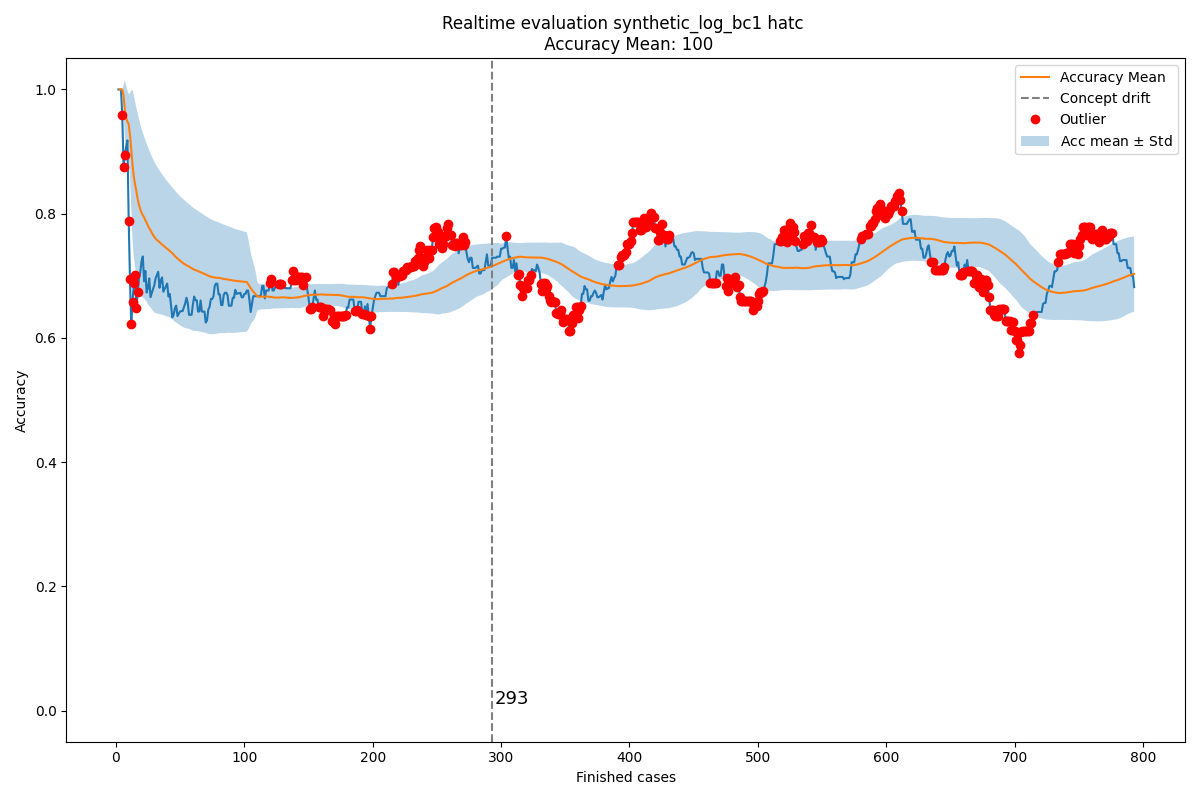 Realtime evaluation synthetic_log_bc1 hatc
Accuracy Mean: 100
Accuracy Mean
Concept drift
Outlier
Acc mean ± Std
1.0
0.8
0.6
0.4
0.2
0.0
Accuracy
293
0
100
200
300
400
500
600
700
800
Finished cases